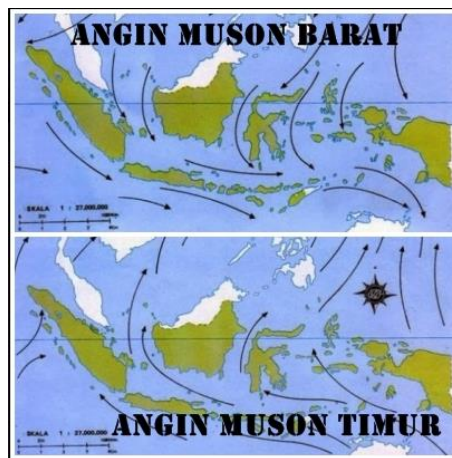 ANGIN MUSON BARAT
SKALA 1 : 27.000.000
SKALA 1 : 27.000.000
ANGIN MUSON TIMUR